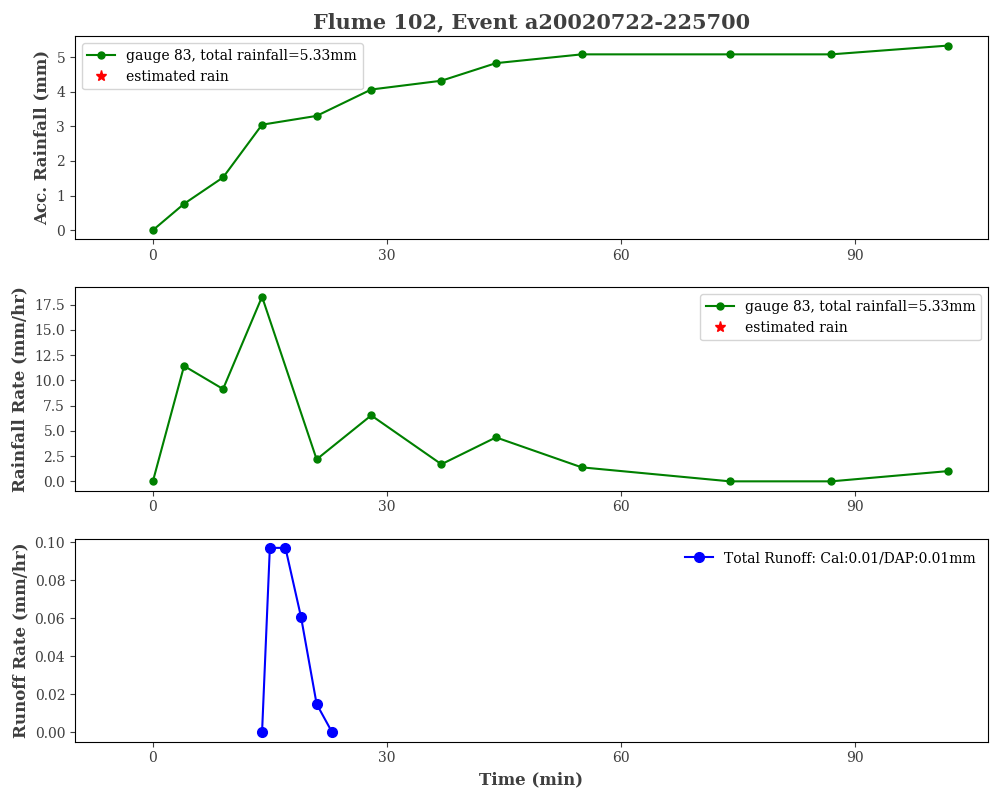 Flume 102, Event a20020722-225700
gauge 83, total rainfall=5.33mm
estimated rain
Acc. Rainfall (mm)
5
4
3
2
1
0
0 30 60 90
gauge 83, total rainfall=5.33mm
estimated rain
Rainfall Rate (mm/hr)
17.5
15.0
12.5
10.0
7.5
5.0
2.5
0.0
0 30 60 90
Total Runoff: Cal:0.01/DAP:0.01mm
Runoff Rate (mm/hr)
0.10
0.08
0.06
0.04
0.02
0.00
0 30 60 90
Time (min)